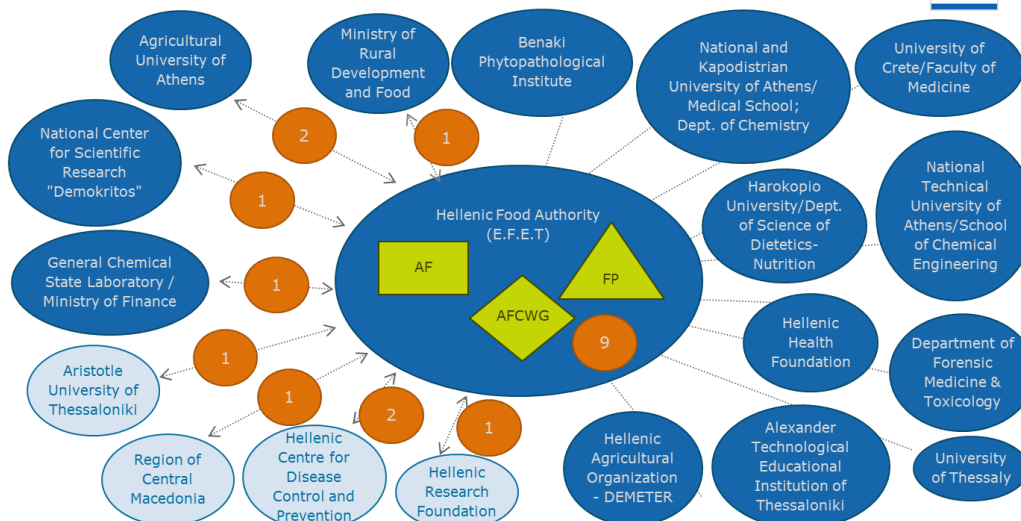 Agricultural
University of
Athens
Ministry of
Rural
Development
and Food
Benaki
Phytopathological
Institute
National and
Kapodistrian
University of Athens/
Medical School;
Dept. of Chemistry
University of
Crete/Faculty of
Medicine
National Center
for Scientific
Research
"Demokritos"
2
1
1
Hellenic Food Authority
(E.F.E.T)
AF
FP
AFCWG
9
Harokopio
University/Dept.
of Science of
Dietetics-
Nutrition
National
Technical
University of
Athens/School
of Chemical
Engineering
General Chemical
State Laboratory /
Ministry of Finance
1
Hellenic
Health
Foundation
Department of
Forensic
Medicine &
Toxicology
Aristotle
University of
Thessaloniki
1
1
2
1
Region of
Central
Macedonia
Hellenic
Centre for
Disease
Control and
Prevention
Hellenic
Research
Foundation
Hellenic
Agricultural
Organization
- DEMETER
Alexander
Technological
Educational
Institution of
Thessaloniki
University
of Thessaly